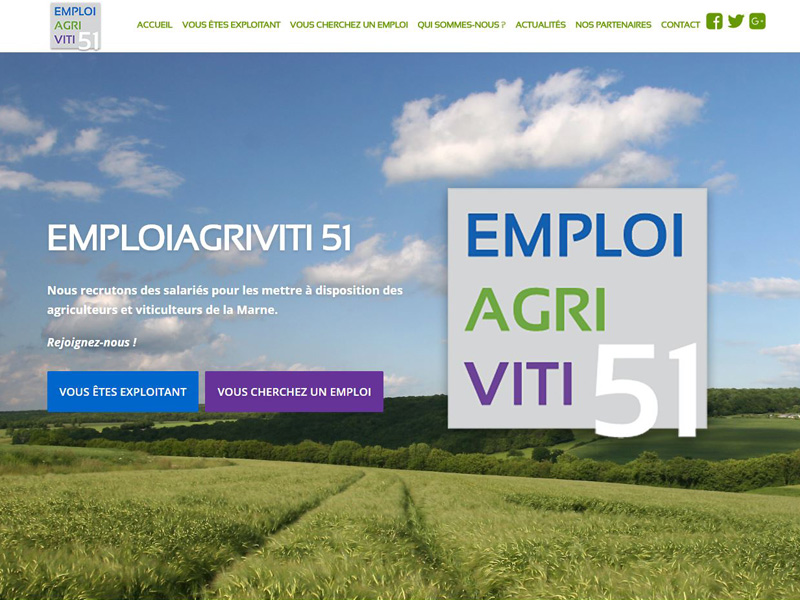 EMPLOI
AGRI
VITI 51
ACCUEIL VOUS ÊTES EXPLOITANT VOUS CHERCHEZ UN EMPLOI QUI SOMMES-NOUS ? ACTUALITÉS NOS PARTENAIRES CONTACT
G+
EMPLOIAGRIVITI 51
Nous recrutons des salariés pour les mettre à disposition des
agriculteurs et viticulteurs de la Marne.
Rejoignez-nous !
VOUS ÊTES EXPLOITANT VOUS CHERCHEZ UN EMPLOI
EMPLOI
AGRI
VITI 51